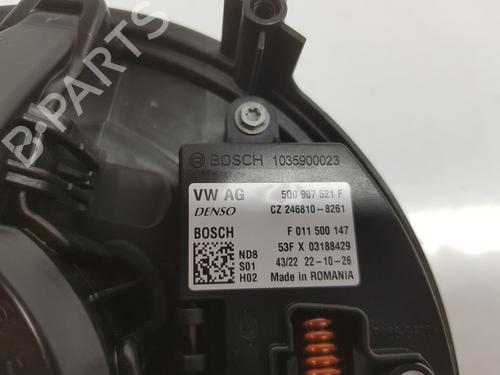 B-PARTS
BOSCH 1035900023
VW AG 5Q0 907 521 F
DENSO CZ 246810-8261
BOSCH F 011 500 147
ND8 53F X 03188429
S01 43/22 22-10-26
H02 Made in ROMANIA